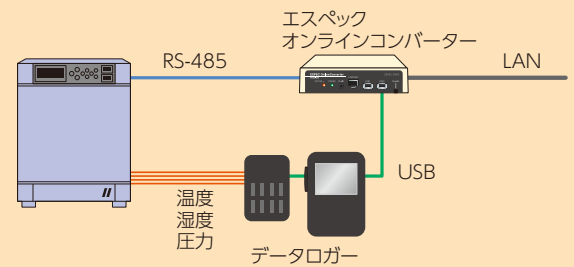 エスペック
オンラインコンバーター
RS-485
LAN
USB
温度
湿度
圧力
データロガー